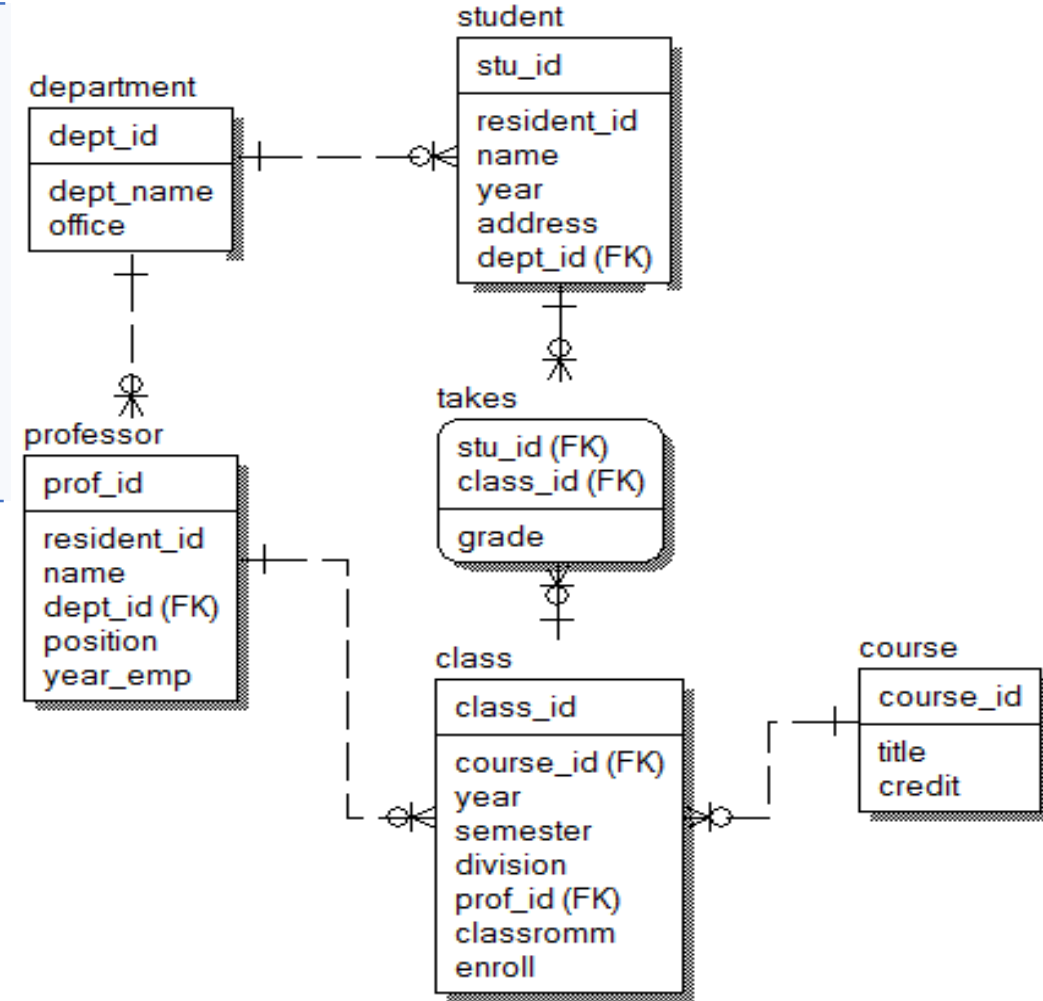 student
stu_id
resident_id
name
year
address
dept_id (FK)
department
dept_id
dept_name
office
takes
stu_id (FK)
class_id (FK)
grade
professor
prof_id
resident_id
name
dept_id (FK)
position
year_emp
class
class_id
course_id (FK)
year
semester
division
prof_id (FK)
classromm
enroll
course
course_id
title
credit